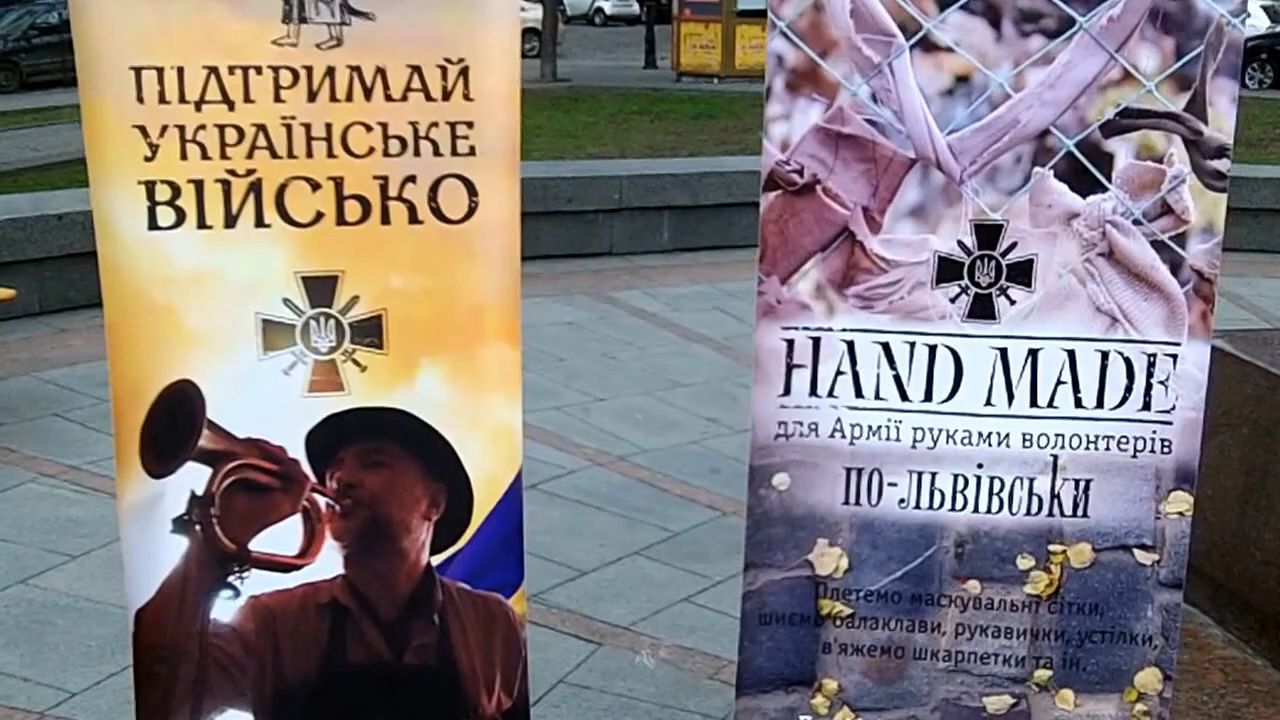 ПІДТРИМАЙ
УКРАЇНСЬКЕ
ВІЙСЬКО
HAND MADE
для Армії руками волонтерів
ПО-ЛЬВІВСЬКИ
Плетемо маскувальні сітки,
шиємо балаклави, рукавички, устілки,
в'яжемо шкарпетки та ін.